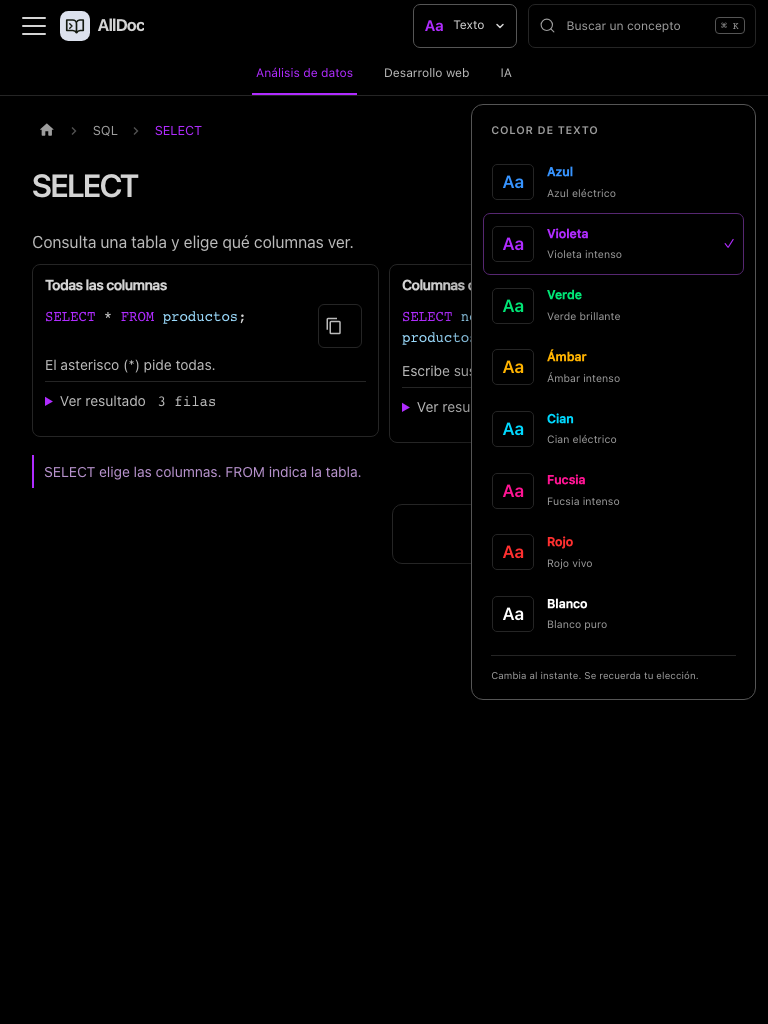 AllDoc
Aa Texto
Buscar un concepto
⌘ K
Análisis de datos
Desarrollo web
IA
SQL
SELECT
SELECT
Consulta una tabla y elige qué columnas ver.
Todas las columnas
SELECT * FROM productos;
El asterisco (*) pide todas.
Ver resultado 3 filas
Columnas
SELECT
Escribe
SELECT elige las columnas. FROM indica la tabla.
COLOR DE TEXTO
Aa
Azul
Azul eléctrico
Aa
Violeta
Violeta intenso
Aa
Verde
Verde brillante
Aa
Ámbar
Ámbar intenso
Aa
Cian
Cian eléctrico
Aa
Fucsia
Fucsia intenso
Aa
Rojo
Rojo vivo
Aa
Blanco
Blanco puro
Cambia al instante. Se recuerda tu elección.